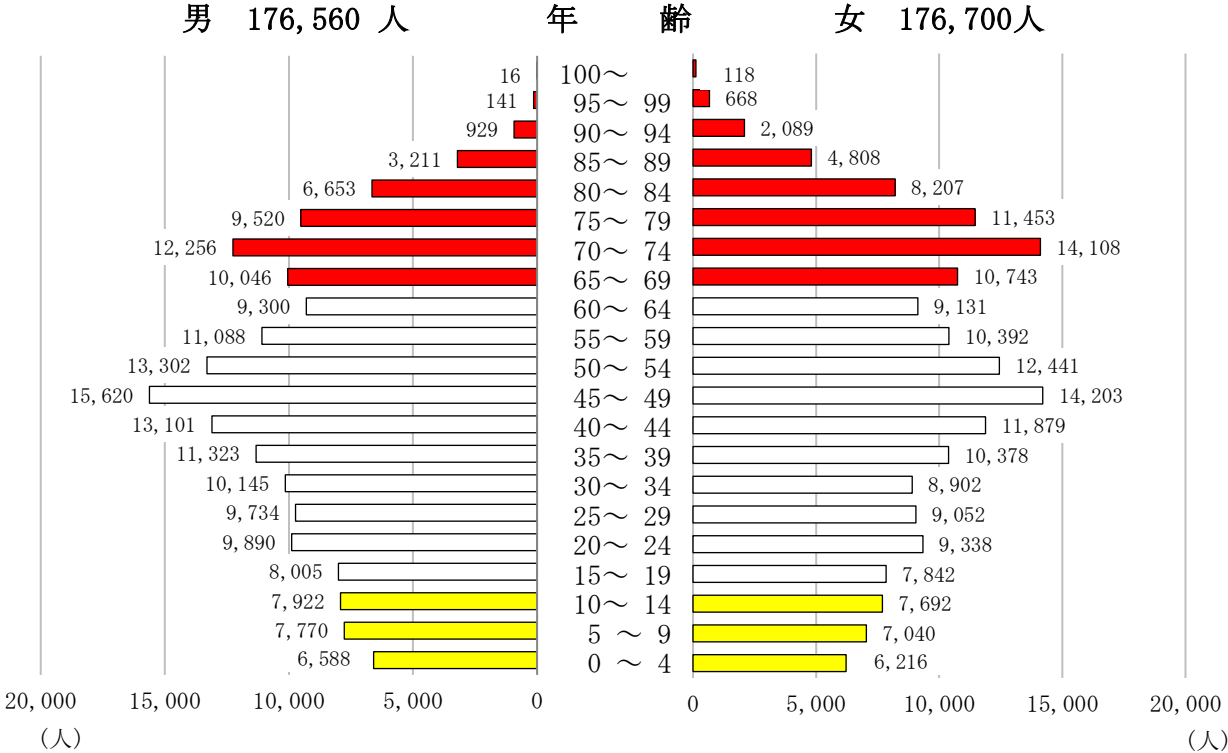 男 176,560 人 年 齢 女 176,700人
16 100～ 118
141 95～ 99 668
929 90～ 94 2,089
3,211 85～ 89 4,808
6,653 80～ 84 8,207
9,520 75～ 79 11,453
12,256 70～ 74 14,108
10,046 65～ 69 10,743
9,300 60～ 64 9,131
11,088 55～ 59 10,392
13,302 50～ 54 12,441
15,620 45～ 49 14,203
13,101 40～ 44 11,879
11,323 35～ 39 10,378
10,145 30～ 34 8,902
9,734 25～ 29 9,052
9,890 20～ 24 9,338
8,005 15～ 19 7,842
7,922 10～ 14 7,692
7,770 5 ～ 9 7,040
6,588 0 ～ 4 6,216
20,000 15,000 10,000 5,000 0 0 5,000 10,000 15,000 20,000
(人) (人)